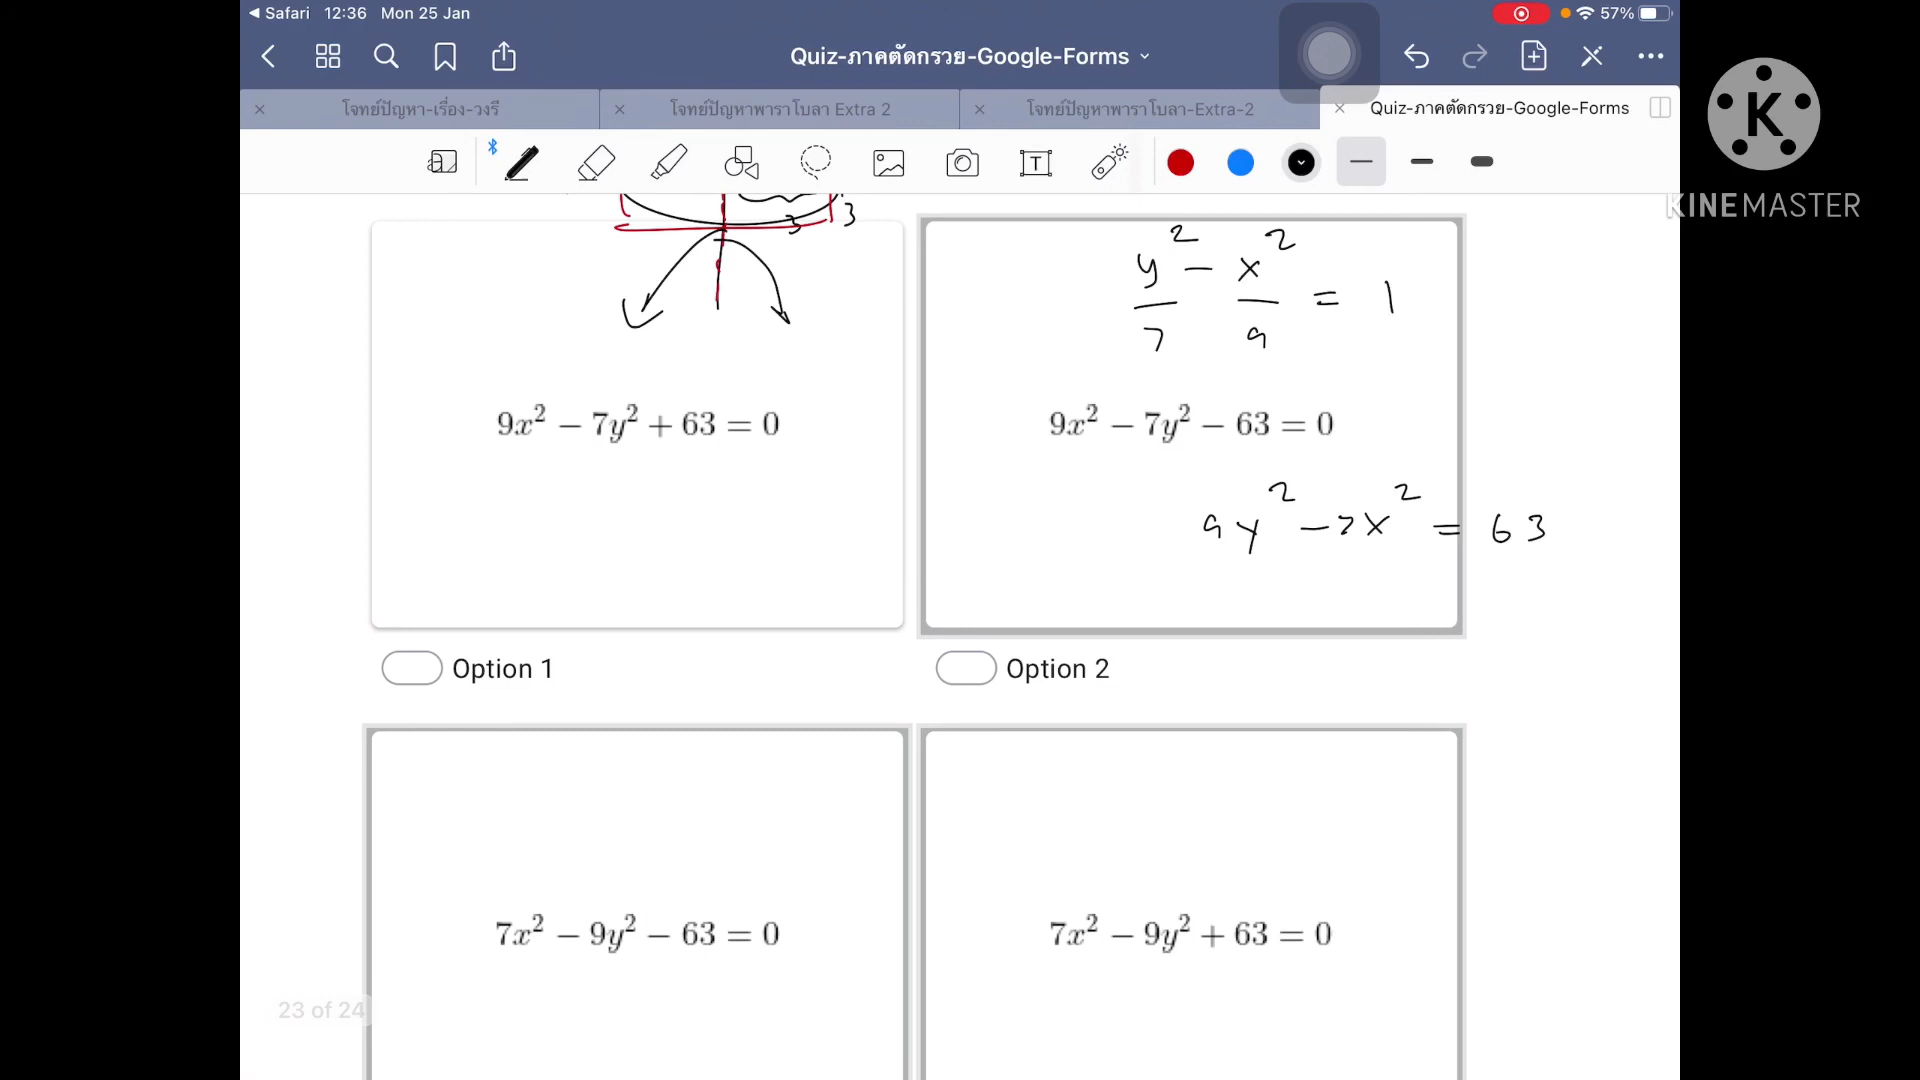 Safari 12:36 Mon 25 Jan 57%
Quiz-ภาคตัดกรวย-Google-Forms
โจทย์ปัญหา-เรื่อง-วงรี โจทย์ปัญหาพาราโบลา Extra 2 โจทย์ปัญหาพาราโบลา-Extra-2 Quiz-ภาคตัดกรวย-Google-Forms
K
KINEMASTER
3 3
y²/7 - x²/9 = 1
9x² − 7y² + 63 = 0
9x² − 7y² − 63 = 0
9y² - 7x² = 63
Option 1
Option 2
7x² − 9y² − 63 = 0
7x² − 9y² + 63 = 0
23 of 24